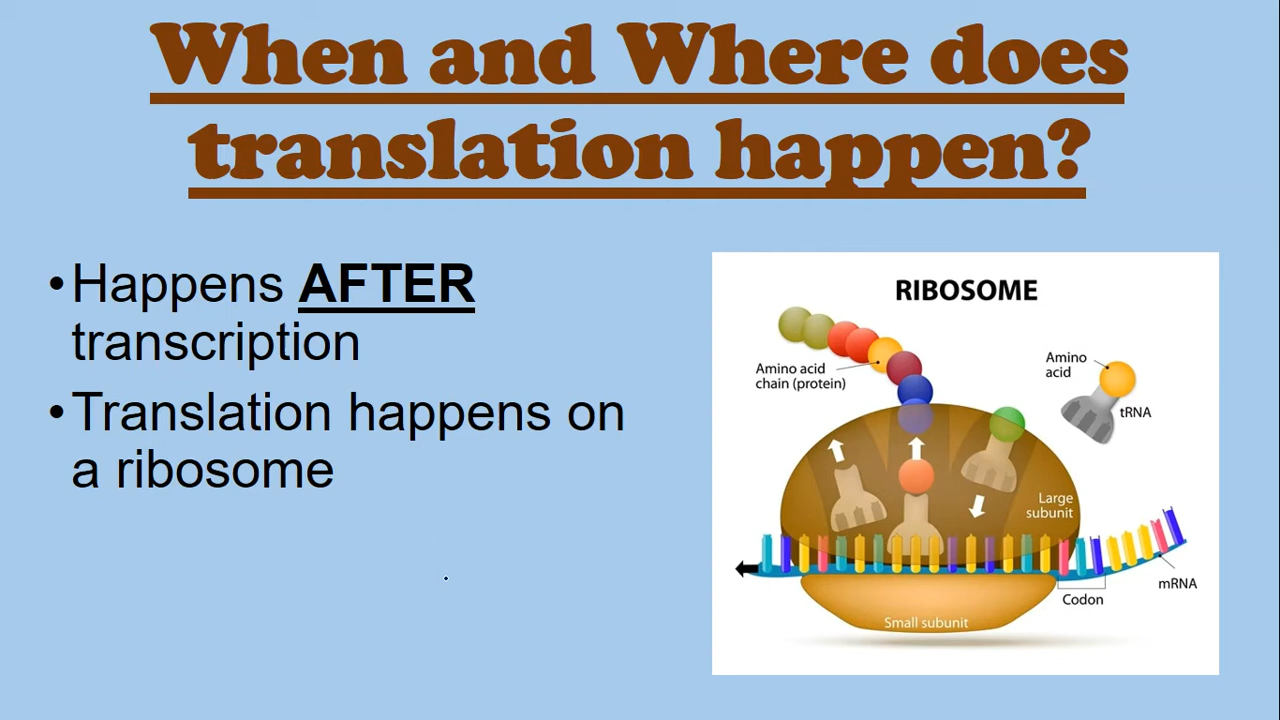 When and Where does
translation happen?
•Happens AFTER
transcription
•Translation happens on
a ribosome
RIBOSOME
Amino acid
chain (protein)
Amino
acid
tRNA
Large
subunit
mRNA
Codon
Small subunit